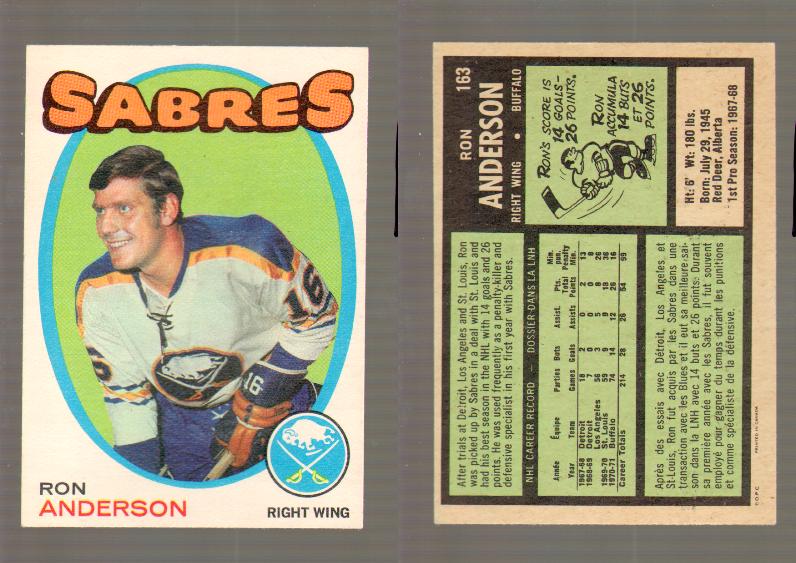 SABRES
16
16
RON
ANDERSON
RIGHT WING
RON 163
ANDERSON
RIGHT WING • BUFFALO
RON'S SCORE IS
14 GOALS–
26 POINTS.
RON
ACCUMULA
14 BUTS
ET 26
POINTS.
Ht: 6' Wt: 180 lbs.
Born: July 29, 1945
Red Deer, Alberta
1st Pro Season: 1967-68
After trials at Detroit, Los Angeles and St. Louis, Ron
was picked up by Sabres in a deal with St. Louis and
had his best season in the NHL with 14 goals and 26
points. He was used frequently as a penalty-killer and
defensive specialist in his first year with Sabres.
NHL CAREER RECORD — DOSSIER DANS LA LNH
Année Équipe Parties Buts Assist. Pts. Min. pun.
Year Team Games Goals Assists Total Points Penalty Min.
1967-68 Detroit 18 2 0 2 13
1968-69 Detroit 7 0 0 0 8
Los Angeles 56 3 5 8 26
1969-70 St. Louis 59 9 9 18 36
1970-71 Buffalo 74 14 12 26 16
Career Totals 214 28 26 54 99
Après des essais avec Détroit, Los Angeles et
St-Louis, Ron fut acquis par les Sabres dans une
transaction avec les Blues et il eut sa meilleure sai-
son dans la LNH avec 14 buts et 26 points. Durant
sa première année avec les Sabres, il fut souvent
employé pour gagner du temps durant les punitions
et comme spécialiste de la défensive.
O.P.C. PRINTED IN CANADA